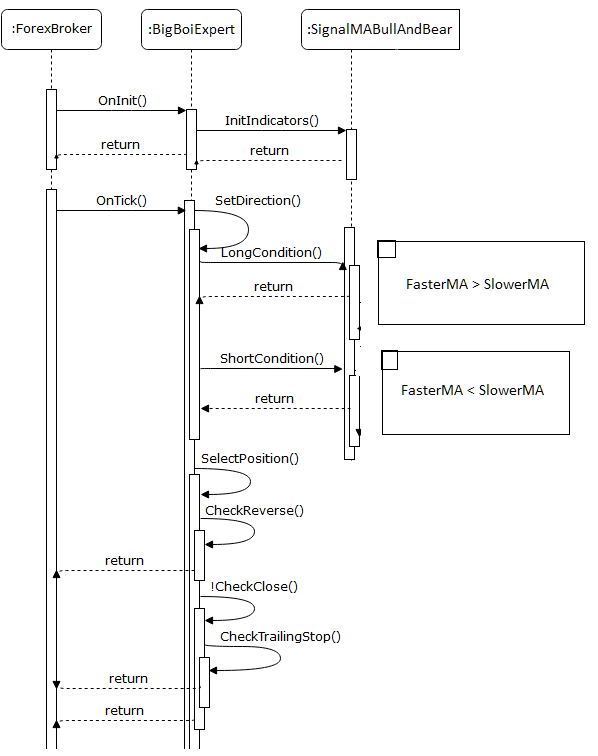 :ForexBroker
:BigBoiExpert
:SignalMABullAndBear
OnInit()
InitIndicators()
return
return
OnTick()
SetDirection()
LongCondition()
FasterMA > SlowerMA
return
ShortCondition()
FasterMA < SlowerMA
return
SelectPosition()
CheckReverse()
return
!CheckClose()
CheckTrailingStop()
return
return